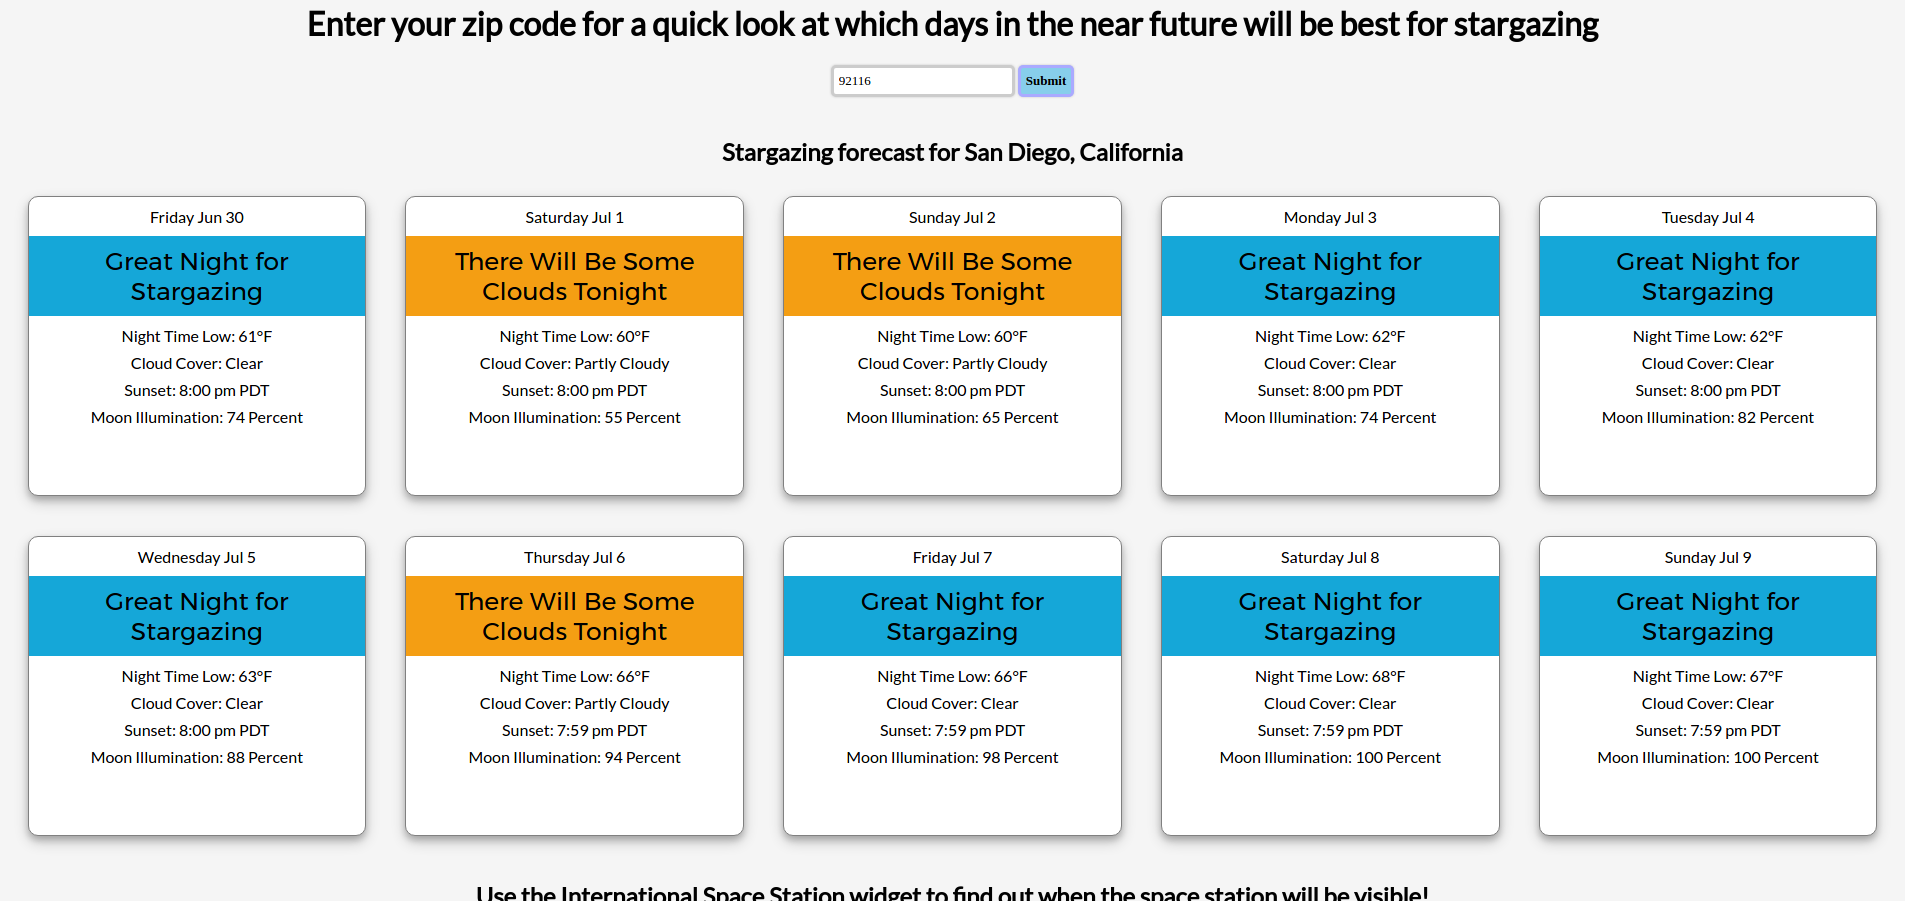 Enter your zip code for a quick look at which days in the near future will be best for stargazing
92116 Submit
Stargazing forecast for San Diego, California
Friday Jun 30
Great Night for
Stargazing
Night Time Low: 61°F
Cloud Cover: Clear
Sunset: 8:00 pm PDT
Moon Illumination: 74 Percent
Saturday Jul 1
There Will Be Some
Clouds Tonight
Night Time Low: 60°F
Cloud Cover: Partly Cloudy
Sunset: 8:00 pm PDT
Moon Illumination: 55 Percent
Sunday Jul 2
There Will Be Some
Clouds Tonight
Night Time Low: 60°F
Cloud Cover: Partly Cloudy
Sunset: 8:00 pm PDT
Moon Illumination: 65 Percent
Monday Jul 3
Great Night for
Stargazing
Night Time Low: 62°F
Cloud Cover: Clear
Sunset: 8:00 pm PDT
Moon Illumination: 74 Percent
Tuesday Jul 4
Great Night for
Stargazing
Night Time Low: 62°F
Cloud Cover: Clear
Sunset: 8:00 pm PDT
Moon Illumination: 82 Percent
Wednesday Jul 5
Great Night for
Stargazing
Night Time Low: 63°F
Cloud Cover: Clear
Sunset: 8:00 pm PDT
Moon Illumination: 88 Percent
Thursday Jul 6
There Will Be Some
Clouds Tonight
Night Time Low: 66°F
Cloud Cover: Partly Cloudy
Sunset: 7:59 pm PDT
Moon Illumination: 94 Percent
Friday Jul 7
Great Night for
Stargazing
Night Time Low: 66°F
Cloud Cover: Clear
Sunset: 7:59 pm PDT
Moon Illumination: 98 Percent
Saturday Jul 8
Great Night for
Stargazing
Night Time Low: 68°F
Cloud Cover: Clear
Sunset: 7:59 pm PDT
Moon Illumination: 100 Percent
Sunday Jul 9
Great Night for
Stargazing
Night Time Low: 67°F
Cloud Cover: Clear
Sunset: 7:59 pm PDT
Moon Illumination: 100 Percent
Use the International Space Station widget to find out when the space station will be visible!